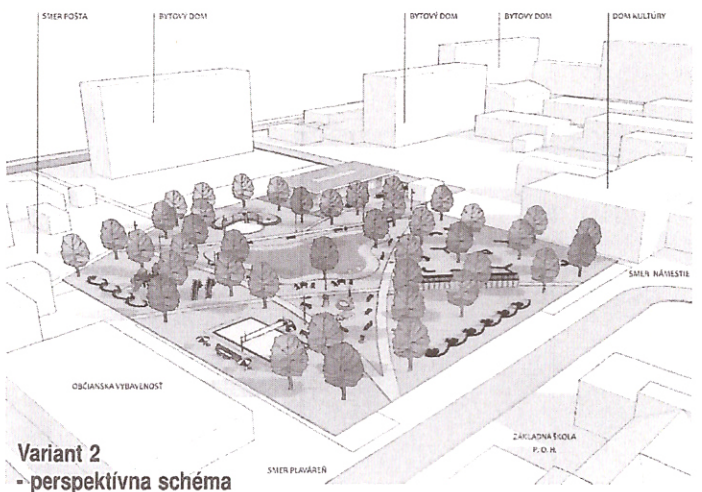 SMER POŠTA
BYTOVÝ DOM
BYTOVÝ DOM
BYTOVÝ DOM
DOM KULTÚRY
SMER NÁMESTIE
OBČIANSKA VYBAVENOSŤ
ZÁKLADNÁ ŠKOLA
P. O. H.
SMER PLAVÁREŇ
Variant 2
- perspektívna schéma